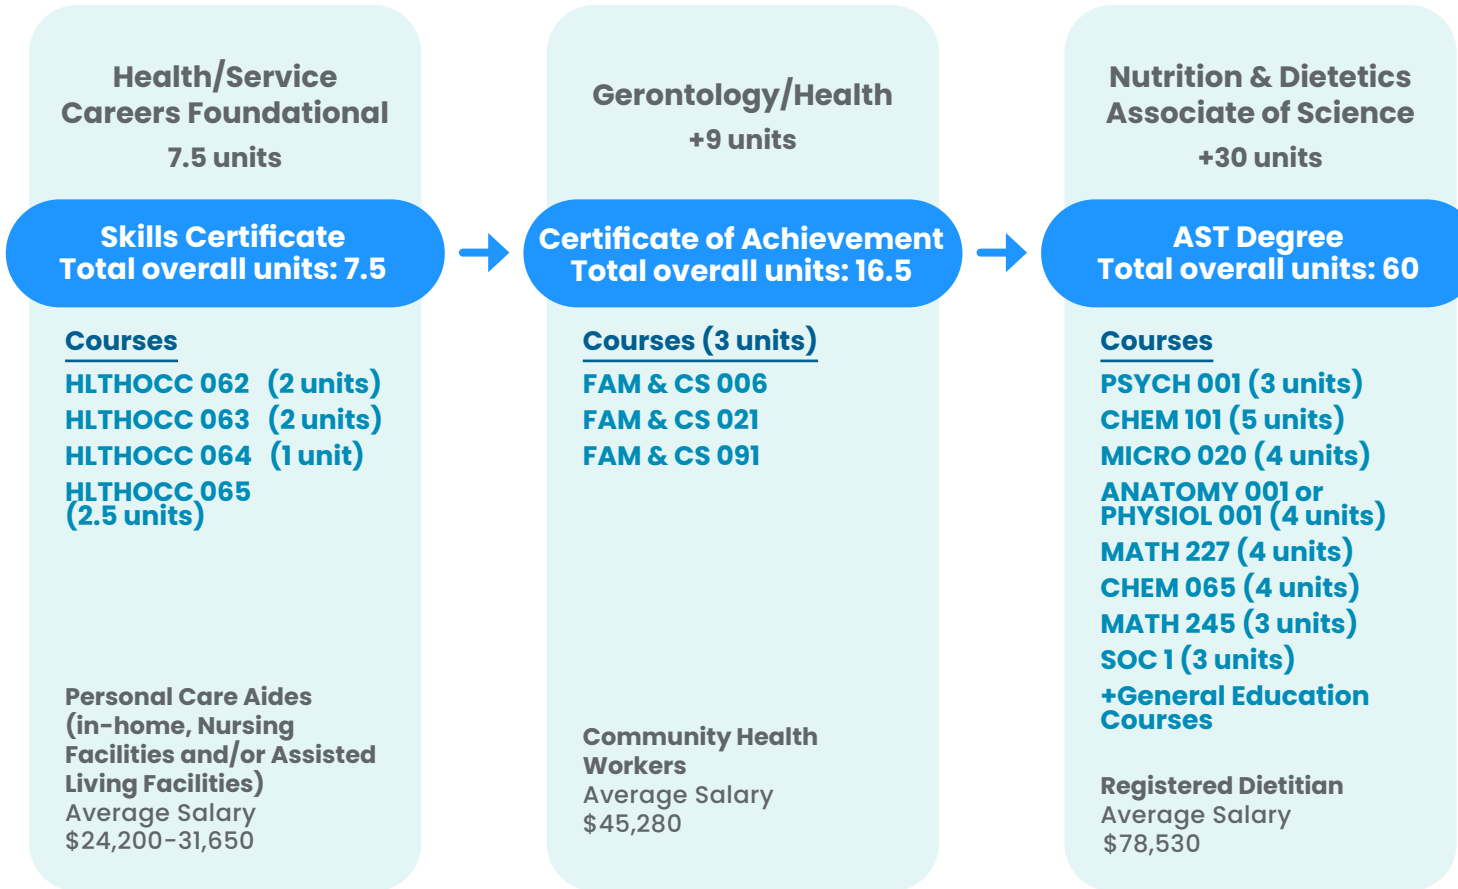 Health/Service
Careers Foundational
7.5 units
Skills Certificate
Total overall units: 7.5
Courses
HLTHOCC 062 (2 units)
HLTHOCC 063 (2 units)
HLTHOCC 064 (1 unit)
HLTHOCC 065
(2.5 units)
Personal Care Aides
(in-home, Nursing
Facilities and/or Assisted
Living Facilities)
Average Salary
$24,200-31,650
Gerontology/Health
+9 units
Certificate of Achievement
Total overall units: 16.5
Courses (3 units)
FAM & CS 006
FAM & CS 021
FAM & CS 091
Community Health
Workers
Average Salary
$45,280
Nutrition & Dietetics
Associate of Science
+30 units
AST Degree
Total overall units: 60
Courses
PSYCH 001 (3 units)
CHEM 101 (5 units)
MICRO 020 (4 units)
ANATOMY 001 or
PHYSIOL 001 (4 units)
MATH 227 (4 units)
CHEM 065 (4 units)
MATH 245 (3 units)
SOC 1 (3 units)
+General Education
Courses
Registered Dietitian
Average Salary
$78,530